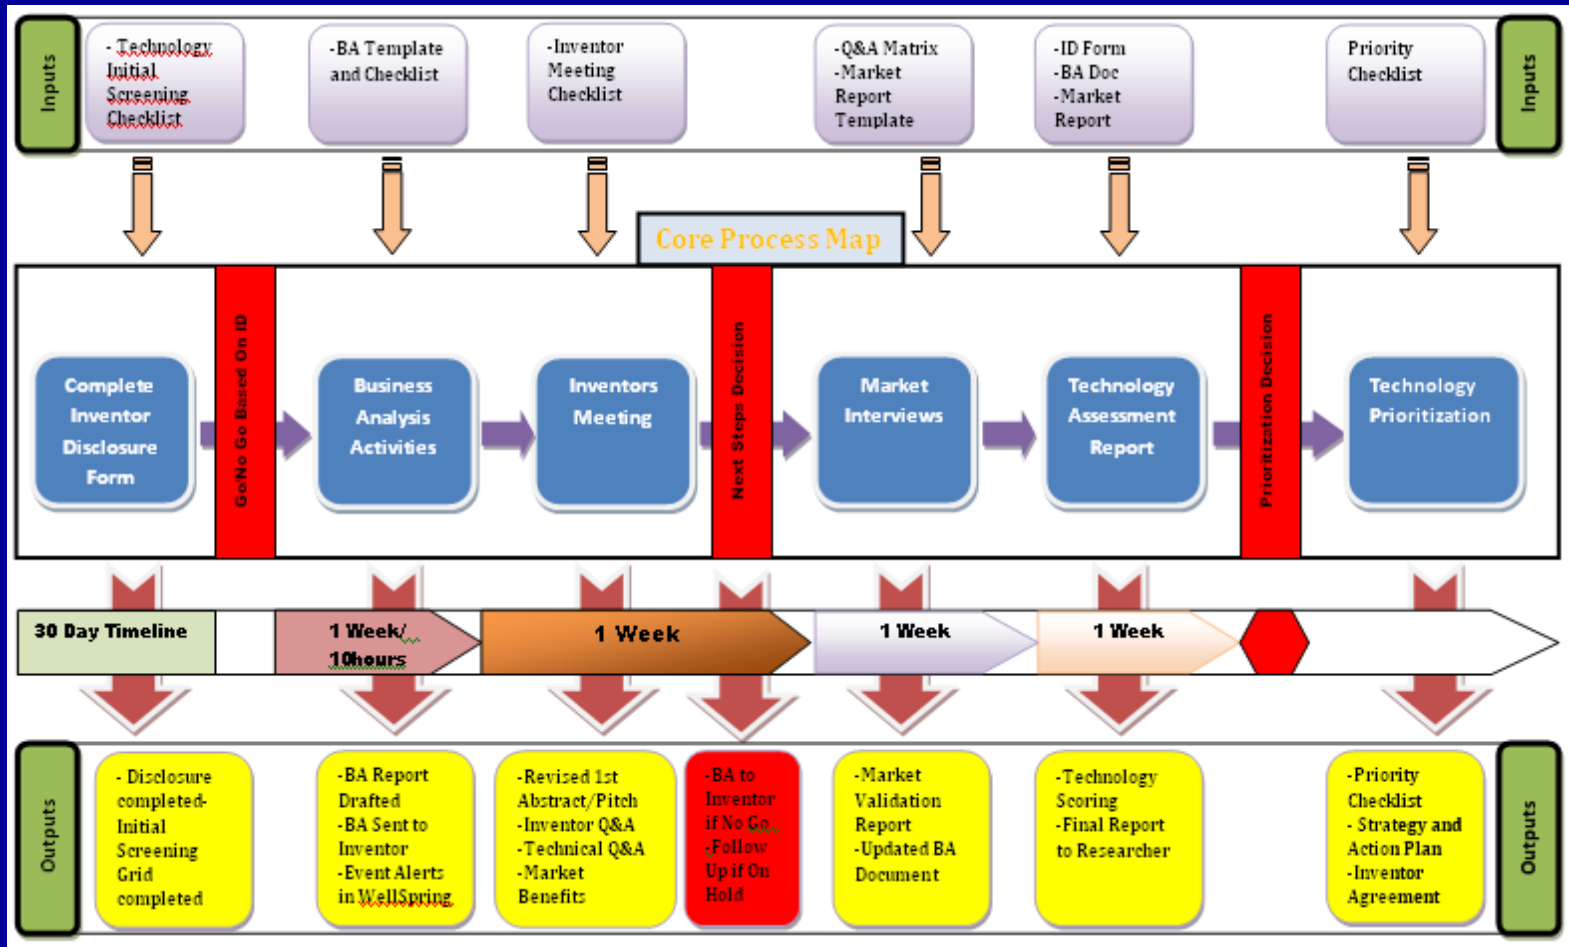 Inputs
- Technology
Initial
Screening
Checklist
-BA Template
and Checklist
-Inventor
Meeting
Checklist
-Q&A Matrix
-Market
Report
Template
-ID Form
-BA Doc
-Market
Report
Priority
Checklist
Inputs
Core Process Map
Complete
Inventor
Disclosure
Form
Go/No Go Based On ID
Business
Analysis
Activities
Inventors
Meeting
Next Steps Decision
Market
Interviews
Technology
Assessment
Report
Prioritization Decision
Technology
Prioritization
30 Day Timeline
1 Week/
10hours
1 Week
1 Week
1 Week
Outputs
- Disclosure
completed-
Initial
Screening
Grid
completed
-BA Report
Drafted
-BA Sent to
Inventor
-Event Alerts
in WellSpring
-Revised 1st
Abstract/Pitch
-Inventor Q&A
-Technical Q&A
-Market
Benefits
-BA to
Inventor
if No Go
-Follow
Up if On
Hold
-Market
Validation
Report
-Updated BA
Document
-Technology
Scoring
-Final Report
to Researcher
-Priority
Checklist
- Strategy and
Action Plan
-Inventor
Agreement
Outputs